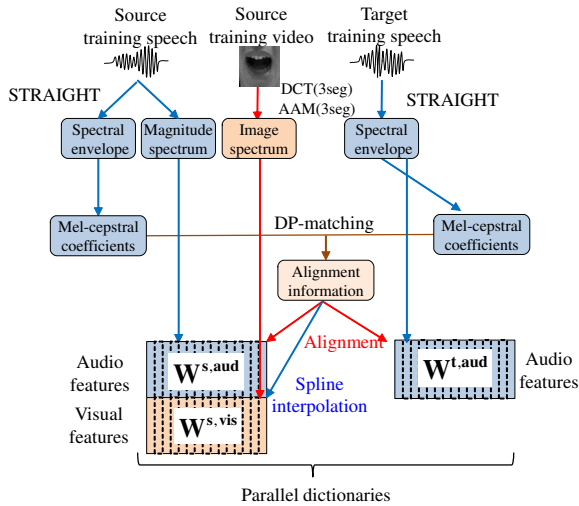 Source
training speech
Source
training video
Target
training speech
DCT(3seg)
AAM(3seg)
STRAIGHT
STRAIGHT
Spectral
envelope
Magnitude
spectrum
Image
spectrum
Spectral
envelope
Mel-cepstral
coefficients
DP-matching
Mel-cepstral
coefficients
Alignment
information
Alignment
Audio
features
W^s,aud
W^t,aud
Audio
features
Spline
interpolation
Visual
features
W^s,vis
Parallel dictionaries